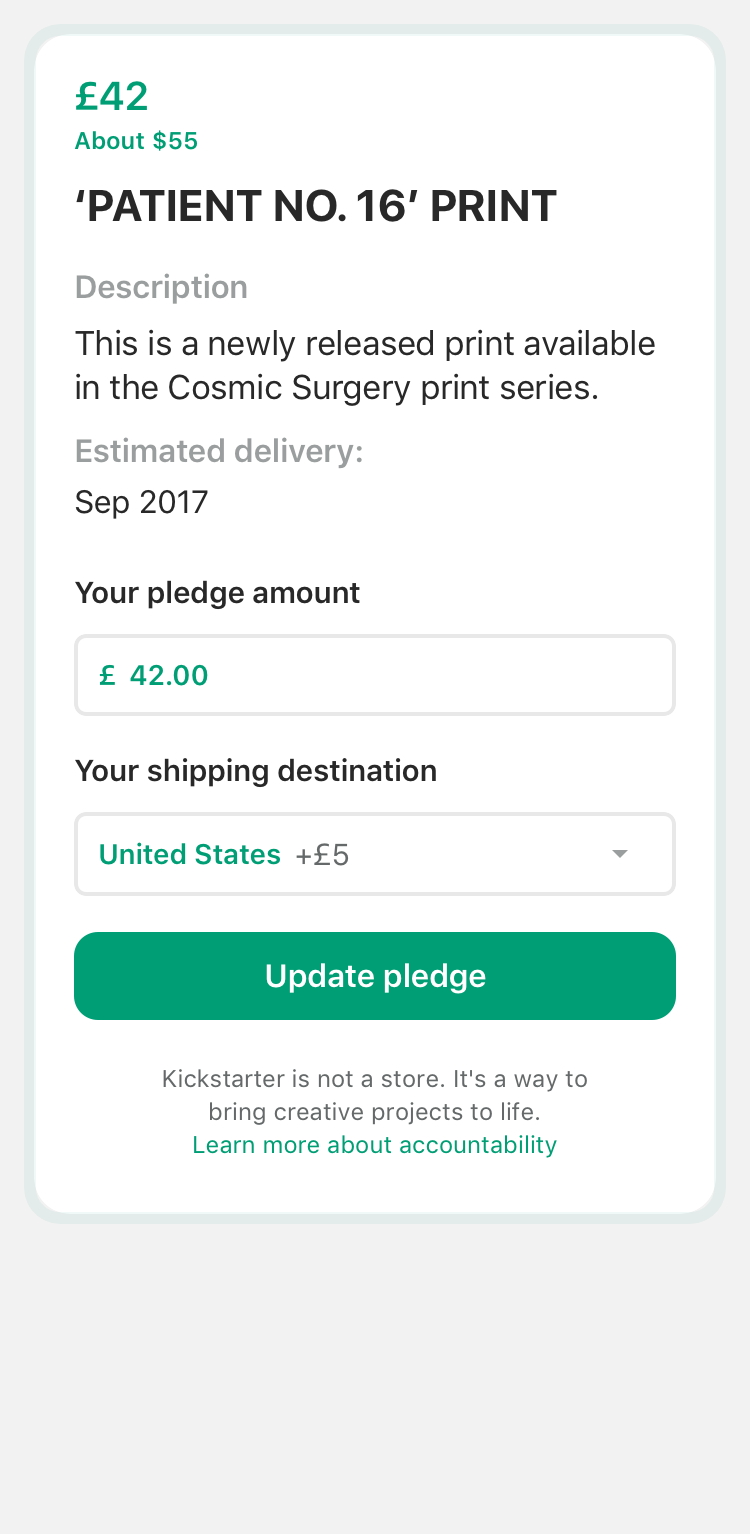 £42
About $55
‘PATIENT NO. 16’ PRINT
Description
This is a newly released print available
in the Cosmic Surgery print series.
Estimated delivery:
Sep 2017
Your pledge amount
£ 42.00
Your shipping destination
United States +£5
Update pledge
Kickstarter is not a store. It's a way to
bring creative projects to life.
Learn more about accountability